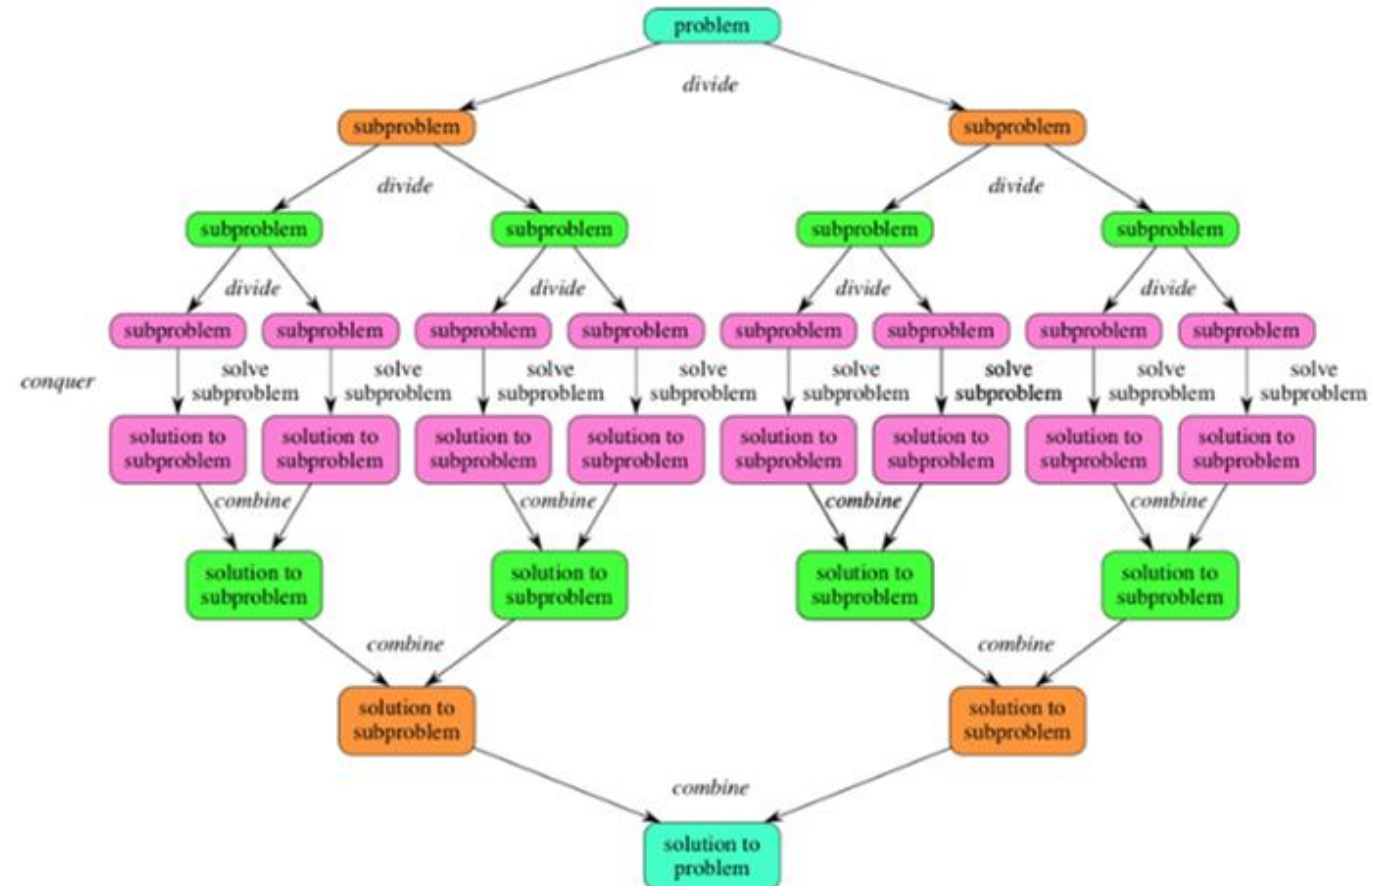 problem
divide
subproblem
subproblem
divide
divide
subproblem
subproblem
subproblem
subproblem
divide
divide
divide
divide
subproblem
subproblem
subproblem
subproblem
subproblem
subproblem
subproblem
subproblem
conquer
solve
subproblem
solve
subproblem
solve
subproblem
solve
subproblem
solve
subproblem
solve
subproblem
solve
subproblem
solve
subproblem
solution to
subproblem
solution to
subproblem
solution to
subproblem
solution to
subproblem
solution to
subproblem
solution to
subproblem
solution to
subproblem
solution to
subproblem
combine
combine
combine
combine
solution to
subproblem
solution to
subproblem
solution to
subproblem
solution to
subproblem
combine
combine
solution to
subproblem
solution to
subproblem
combine
solution to
problem